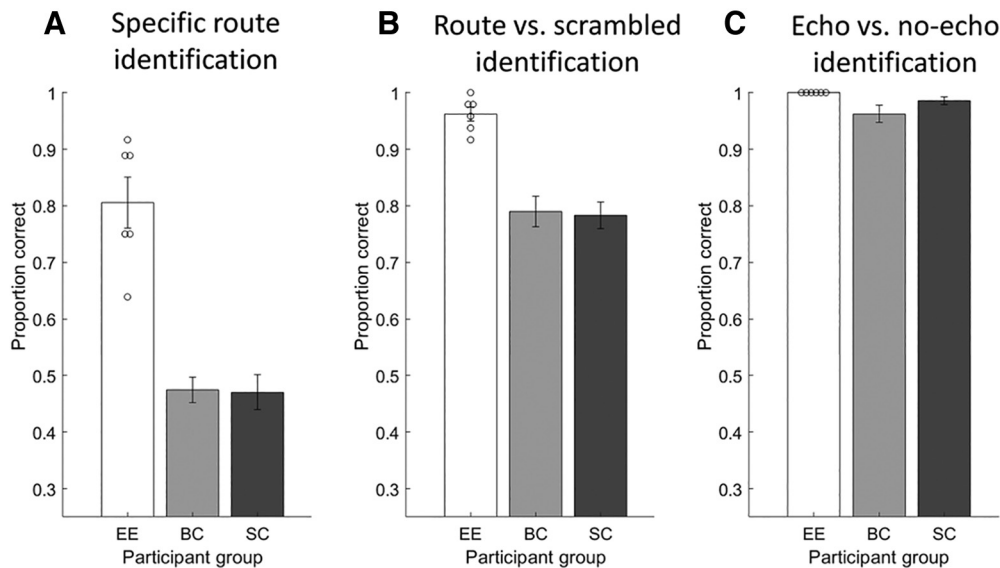 A Specific route
identification
1
0.9
0.8
0.7
0.6
0.5
0.4
0.3
Proportion correct
EE BC SC
Participant group
B Route vs. scrambled
identification
1
0.9
0.8
0.7
0.6
0.5
0.4
0.3
Proportion correct
EE BC SC
Participant group
C Echo vs. no-echo
identification
1
0.9
0.8
0.7
0.6
0.5
0.4
0.3
Proportion correct
EE BC SC
Participant group